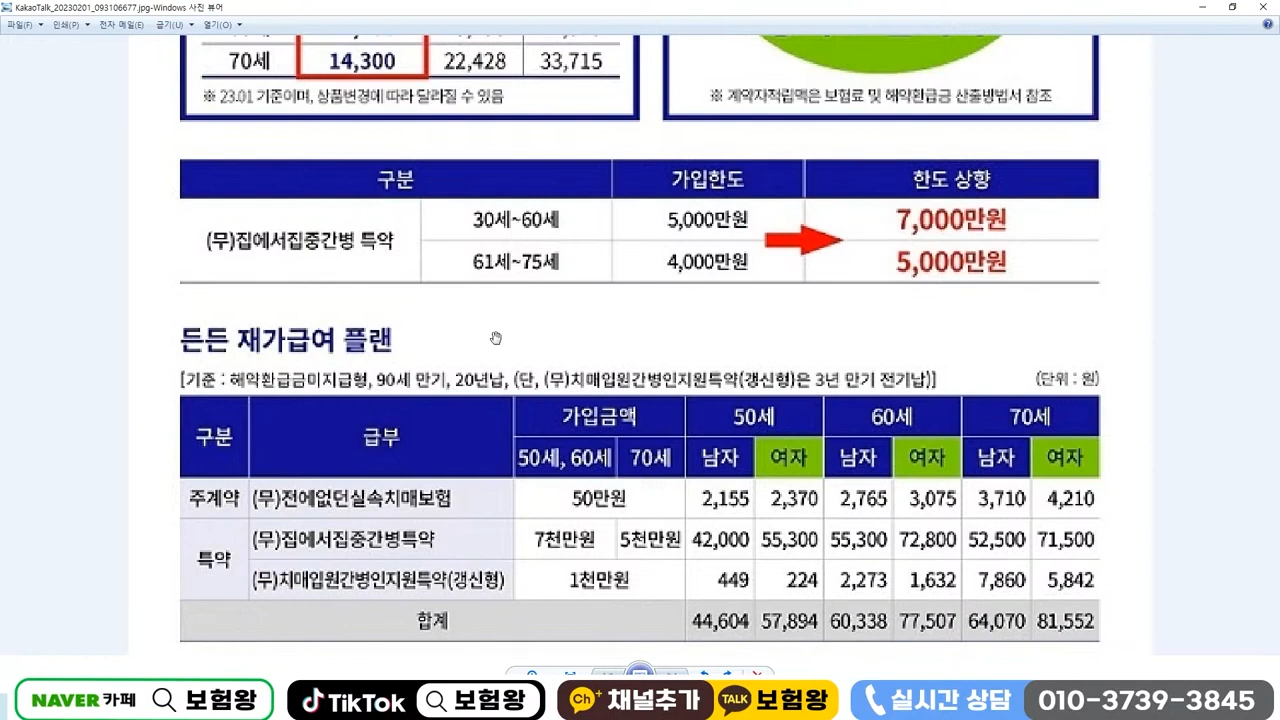 KakaoTalk_20230201_093106677.jpg-Windows 사진 뷰어
파일(F) 인쇄(P) 전자 메일(E) 굽기(U) 열기(O)
70세 14,300 22,428 33,715
※ 23.01 기준이며, 상품변경에 따라 달라질 수 있음
※ 계약자적립액은 보험료 및 해약환급금 산출방법서 참조
구분 가입한도 한도 상향
(무)집에서집중간병 특약
30세~60세 5,000만원 7,000만원
61세~75세 4,000만원 5,000만원
든든 재가급여 플랜
[기준 : 해약환급금미지급형, 90세 만기, 20년납, (단, (무)치매입원간병인지원특약(갱신형)은 3년 만기 전기납)] (단위 : 원)
구분 급부 가입금액 50세 60세 70세
50세, 60세 70세 남자 여자 남자 여자 남자 여자
주계약 (무)전에없던실속치매보험 50만원 2,155 2,370 2,765 3,075 3,710 4,210
특약
(무)집에서집중간병특약 7천만원 5천만원 42,000 55,300 55,300 72,800 52,500 71,500
(무)치매입원간병인지원특약(갱신형) 1천만원 449 224 2,273 1,632 7,860 5,842
합계 44,604 57,894 60,338 77,507 64,070 81,552
NAVER 카페 보험왕 TikTok 보험왕 Ch+ 채널추가 TALK 보험왕 실시간 상담 010-3739-3845